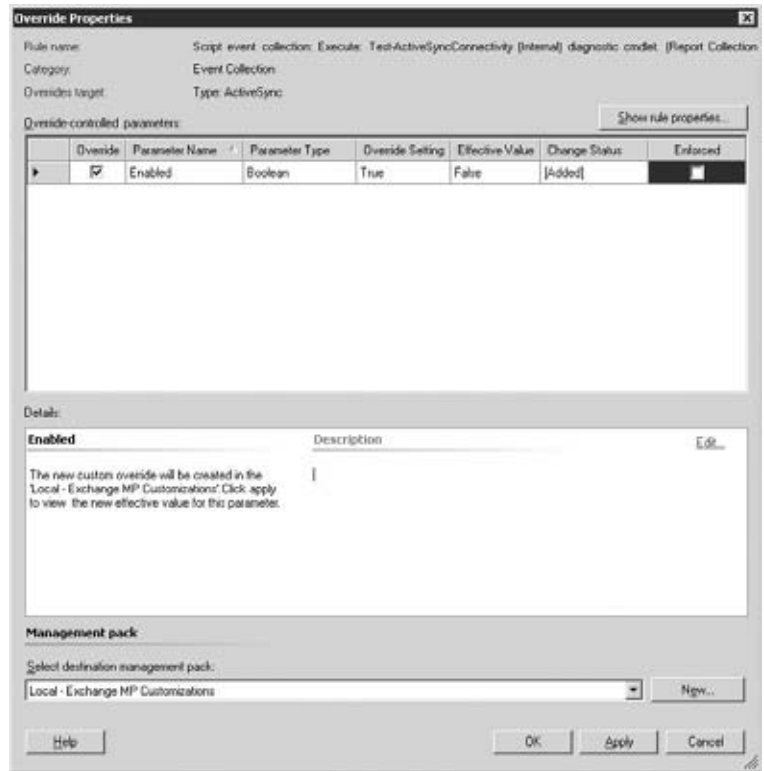 Override Properties
Rule name: Script event collection: Execute: Test-ActiveSyncConnectivity (Internal) diagnostic cmdlet. (Report Collection
Category: Event Collection
Overrides target: Type: ActiveSync
Override-controlled parameters:
Show rule properties...
Override Parameter Name Parameter Type Override Setting Effective Value Change Status Enforced
Enabled Boolean True False [Added]
Details:
Enabled Description Edit...
The new custom override will be created in the
'Local - Exchange MP Customizations'.Click apply
to view the new effective value for this parameter.
Management pack
Select destination management pack:
Local - Exchange MP Customizations New...
Help OK Apply Cancel